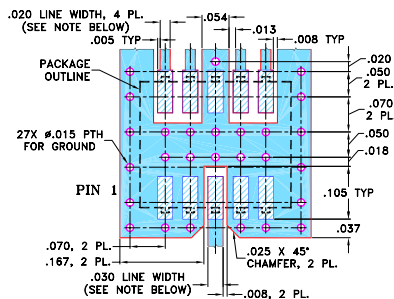 .020 LINE WIDTH, 4 PL.
(SEE NOTE BELOW)
.005 TYP
.054
.013
.008 TYP
PACKAGE
OUTLINE
.020
.050
2 PL.
.070
2 PL.
27X ø.015 PTH
FOR GROUND
.050
.018
PIN 1
.105 TYP
.037
.070, 2 PL.
.167, 2 PL.
.025 X 45°
CHAMFER, 2 PL.
.030 LINE WIDTH
(SEE NOTE BELOW)
.008, 2 PL.